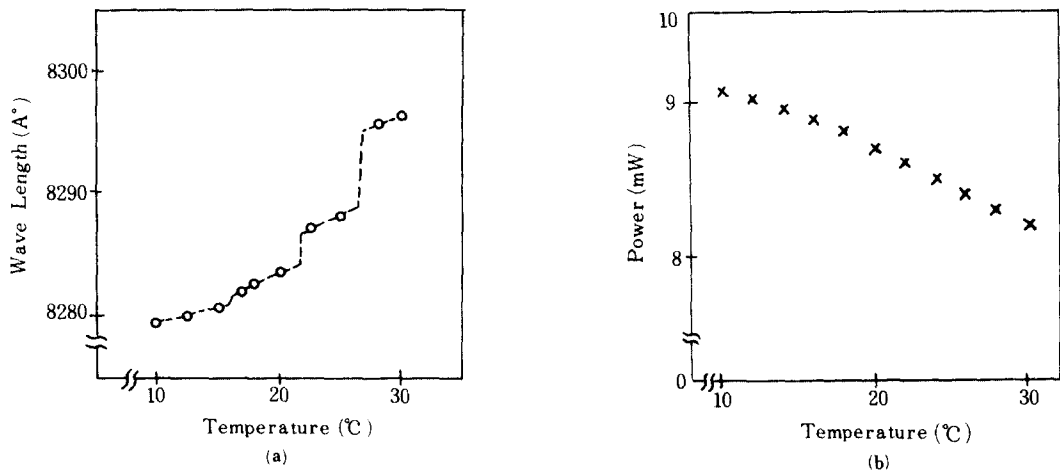 8300
8290
8280
Wave Length (A°)
10
20
30
Temperature (℃)
(a)
10
9
8
0
Power (mW)
10
20
30
Temperature (℃)
(b)